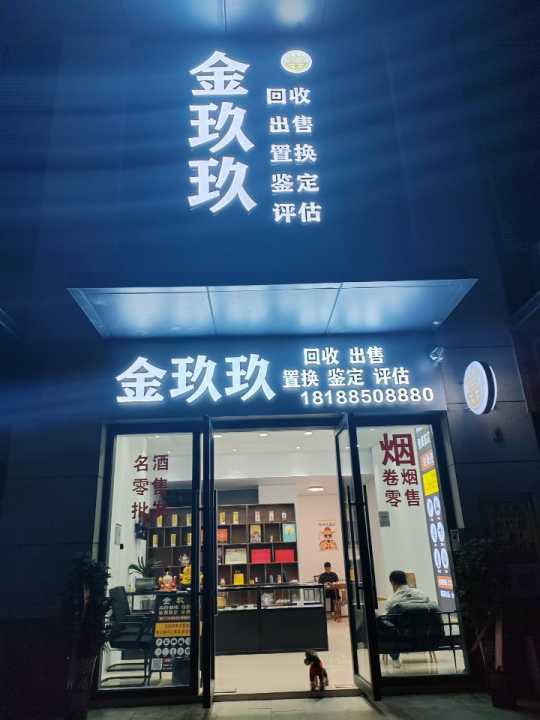 金玖玖
回收
出售
置换
鉴定
评估
金玖玖
回收 出售
置换 鉴定 评估
18188508880
名酒
零售
批发
烟
卷烟
零售